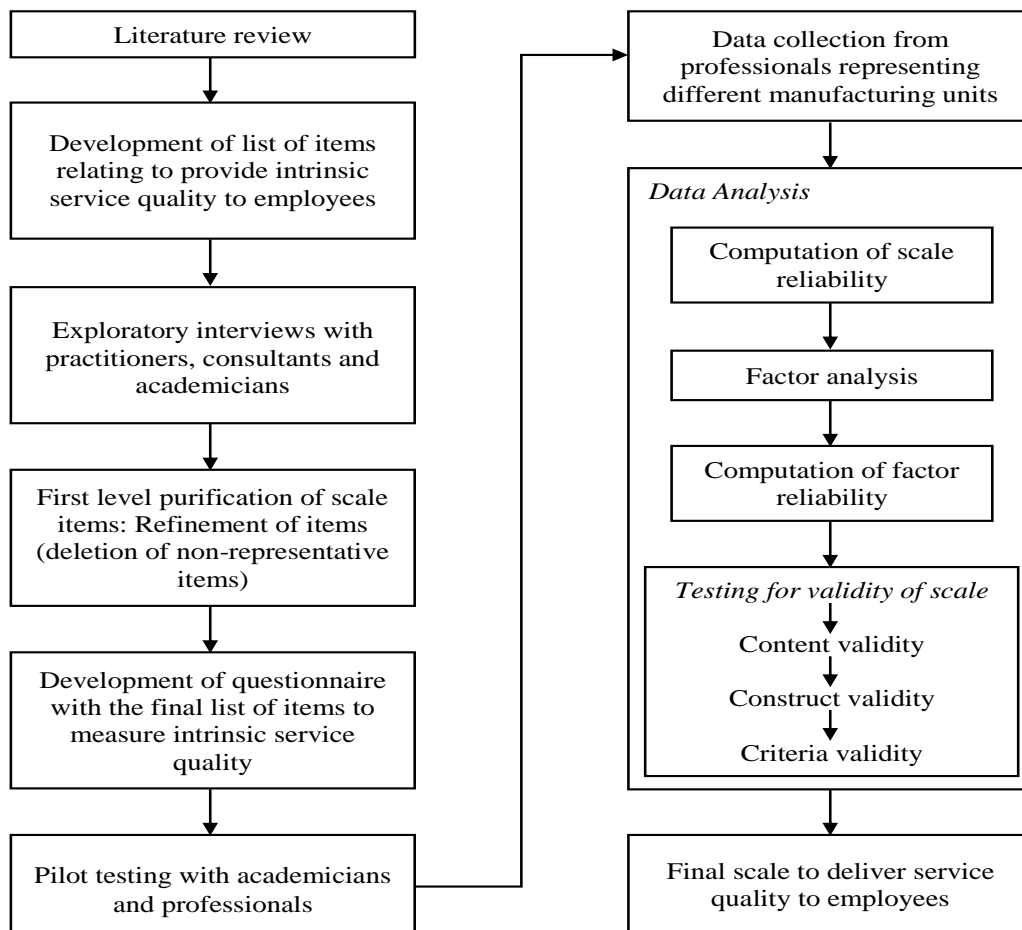 Literature review
Development of list of items
relating to provide intrinsic
service quality to employees
Exploratory interviews with
practitioners, consultants and
academicians
First level purification of scale
items: Refinement of items
(deletion of non-representative
items)
Development of questionnaire
with the final list of items to
measure intrinsic service
quality
Pilot testing with academicians
and professionals
Data collection from
professionals representing
different manufacturing units
Data Analysis
Computation of scale
reliability
Factor analysis
Computation of factor
reliability
Testing for validity of scale
Content validity
Construct validity
Criteria validity
Final scale to deliver service
quality to employees